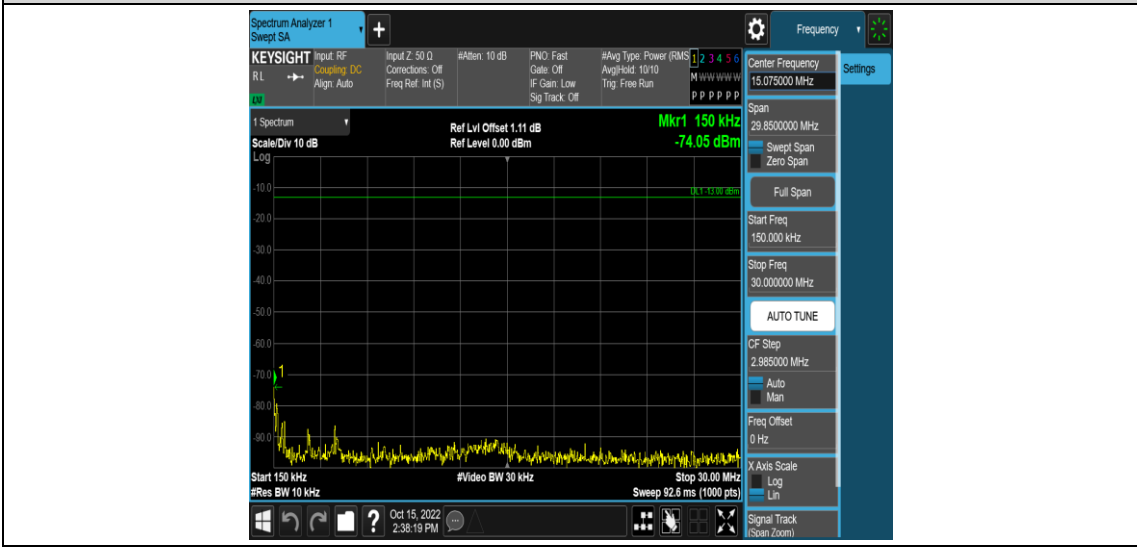 Spectrum Analyzer 1
Swept SA
+
Frequency
KEYSIGHT
RL
LXI
Input: RF
Coupling: DC
Align: Auto
Input Z: 50 Ω
Corrections: Off
Freq Ref: Int (S)
#Atten: 10 dB
PNO: Fast
Gate: Off
IF Gain: Low
Sig Track: Off
#Avg Type: Power (RMS
Avg|Hold: 10/10
Trig: Free Run
1 2 3 4 5 6
M W W W W W
P P P P P P
1 Spectrum
Scale/Div 10 dB
Log
Ref Lvl Offset 1.11 dB
Ref Level 0.00 dBm
Mkr1 150 kHz
-74.05 dBm
DL1 -13.00 dBm
-10.0
-20.0
-30.0
-40.0
-50.0
-60.0
-70.0
1
-80.0
-90.0
Start 150 kHz
#Res BW 10 kHz
#Video BW 30 kHz
Stop 30.00 MHz
Sweep 92.6 ms (1000 pts)
Center Frequency
15.075000 MHz
Settings
Span
29.8500000 MHz
Swept Span
Zero Span
Full Span
Start Freq
150.000 kHz
Stop Freq
30.000000 MHz
AUTO TUNE
CF Step
2.985000 MHz
Auto
Man
Freq Offset
0 Hz
X Axis Scale
Log
Lin
Signal Track
(Span Zoom)
?
Oct 15, 2022
2:38:19 PM